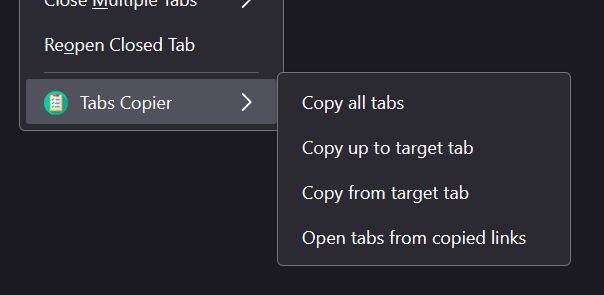 Close Multiple Tabs
Reopen Closed Tab
Tabs Copier
Copy all tabs
Copy up to target tab
Copy from target tab
Open tabs from copied links